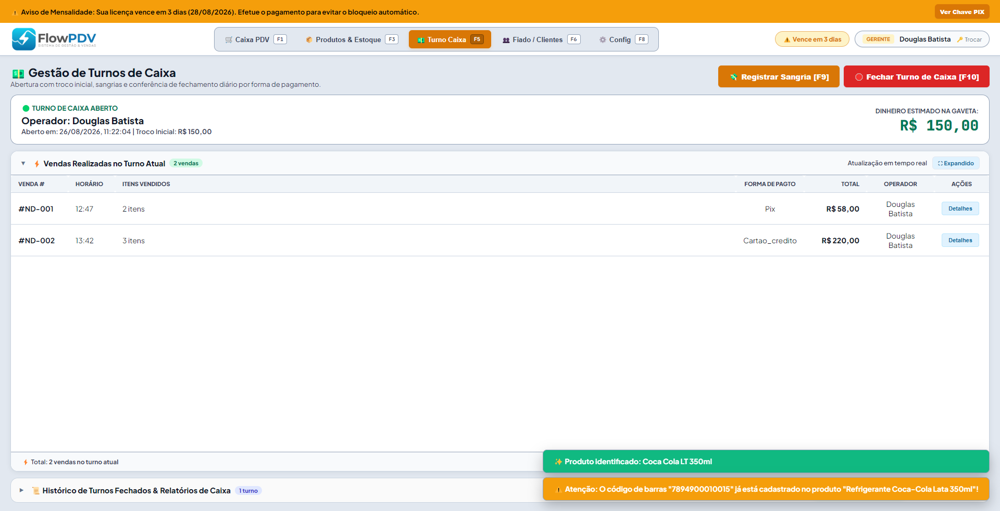 Aviso de Mensalidade: Sua licença vence em 3 dias (28/08/2026). Efetue o pagamento para evitar o bloqueio automático.
Ver Chave PIX
FlowPDV
SISTEMA DE GESTÃO & VENDAS
Caixa PDV F1
Produtos & Estoque F3
Turno Caixa F5
Fiado / Clientes F6
Config F8
Vence em 3 dias
GERENTE Douglas Batista Trocar
Gestão de Turnos de Caixa
Abertura com troco inicial, sangrias e conferência de fechamento diário por forma de pagamento.
Registrar Sangria [F9]
Fechar Turno de Caixa [F10]
TURNO DE CAIXA ABERTO
Operador: Douglas Batista
Aberto em: 26/08/2026, 11:22:04 | Troco Inicial: R$ 150,00
DINHEIRO ESTIMADO NA GAVETA:
R$ 150,00
Vendas Realizadas no Turno Atual 2 vendas
Atualização em tempo real
Expandido
VENDA # HORÁRIO ITENS VENDIDOS FORMA DE PAGTO TOTAL OPERADOR AÇÕES
#ND-001 12:47 2 itens Pix R$ 58,00 Douglas Batista Detalhes
#ND-002 13:42 3 itens Cartao_credito R$ 220,00 Douglas Batista Detalhes
Total: 2 vendas no turno atual
Produto identificado: Coca Cola LT 350ml
Histórico de Turnos Fechados & Relatórios de Caixa 1 turno
Atenção: O código de barras "7894900010015" já está cadastrado no produto "Refrigerante Coca-Cola Lata 350ml"!